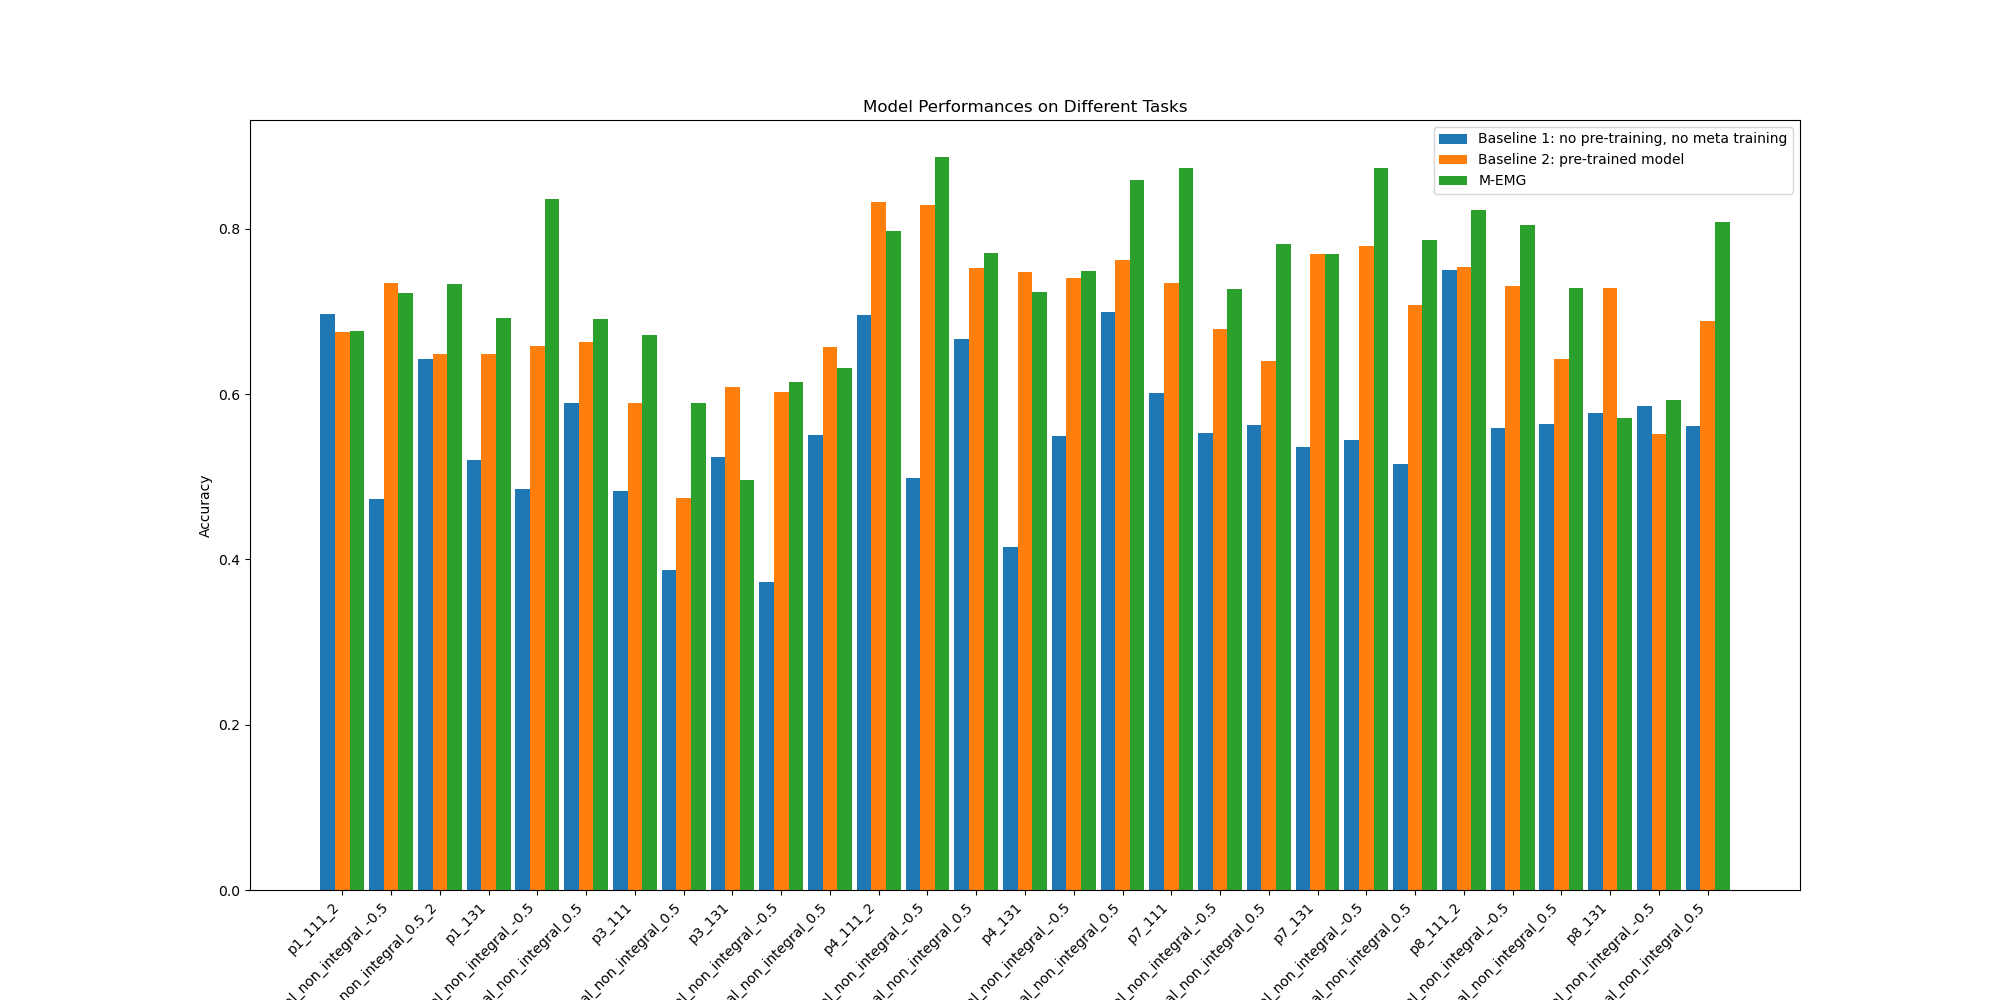 Model Performances on Different Tasks
Baseline 1: no pre-training, no meta training
Baseline 2: pre-trained model
M-EMG
Accuracy
0.8
0.6
0.4
0.2
0.0
p1_111_2
al_non_integral_-0.5
non_integral_0.5_2
p1_131
al_non_integral_-0.5
al_non_integral_0.5
p3_111
al_non_integral_0.5
p3_131
al_non_integral_-0.5
al_non_integral_0.5
p4_111_2
al_non_integral_-0.5
al_non_integral_0.5
p4_131
al_non_integral_-0.5
al_non_integral_0.5
p7_111
al_non_integral_-0.5
al_non_integral_0.5
p7_131
al_non_integral_-0.5
al_non_integral_0.5
p8_111_2
al_non_integral_-0.5
al_non_integral_0.5
p8_131
al_non_integral_-0.5
al_non_integral_0.5